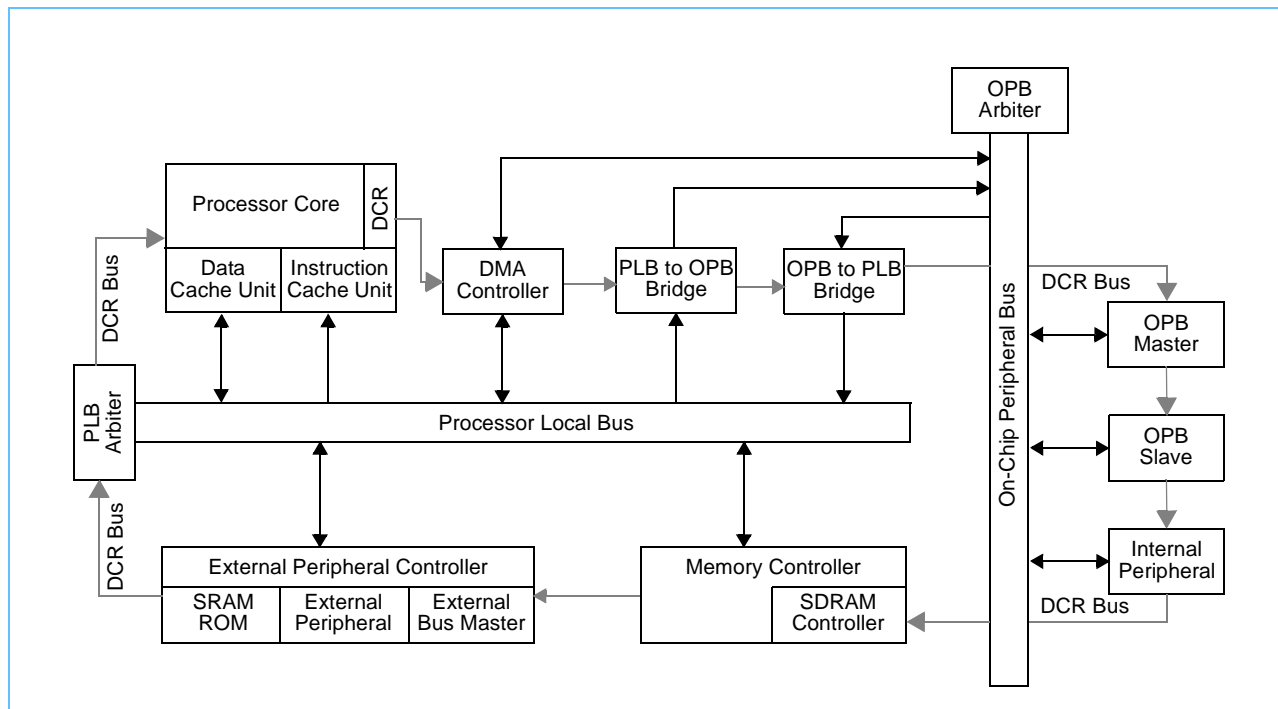 OPB
Arbiter
Processor Core
DCR
Data
Cache Unit
Instruction
Cache Unit
DMA
Controller
PLB to OPB
Bridge
OPB to PLB
Bridge
DCR Bus
DCR Bus
OPB
Master
PLB
Arbiter
Processor Local Bus
On-Chip Peripheral Bus
OPB
Slave
DCR Bus
External Peripheral Controller
SRAM
ROM
External
Peripheral
External
Bus Master
Memory Controller
SDRAM
Controller
Internal
Peripheral
DCR Bus